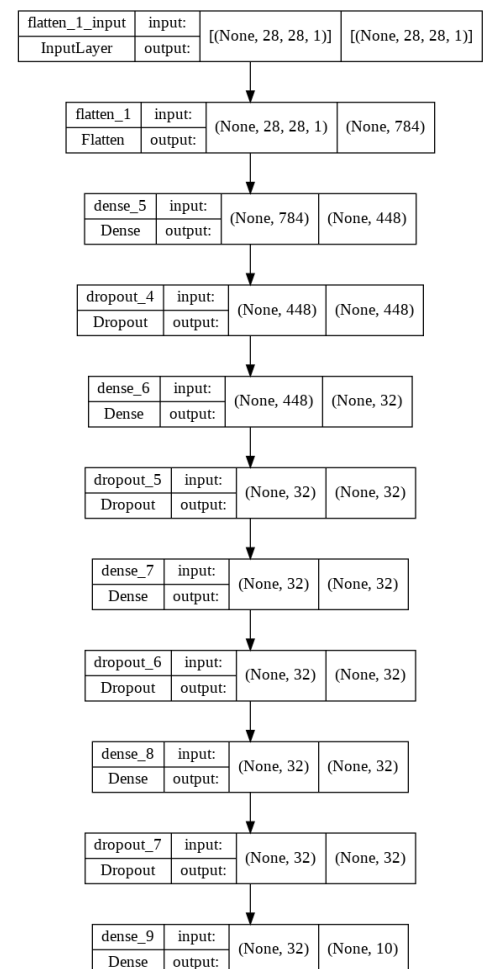 flatten_1_input input: [(None, 28, 28, 1)] [(None, 28, 28, 1)]
InputLayer output:
flatten_1 input: (None, 28, 28, 1) (None, 784)
Flatten output:
dense_5 input: (None, 784) (None, 448)
Dense output:
dropout_4 input: (None, 448) (None, 448)
Dropout output:
dense_6 input: (None, 448) (None, 32)
Dense output:
dropout_5 input: (None, 32) (None, 32)
Dropout output:
dense_7 input: (None, 32) (None, 32)
Dense output:
dropout_6 input: (None, 32) (None, 32)
Dropout output:
dense_8 input: (None, 32) (None, 32)
Dense output:
dropout_7 input: (None, 32) (None, 32)
Dropout output:
dense_9 input: (None, 32) (None, 10)
Dense output: